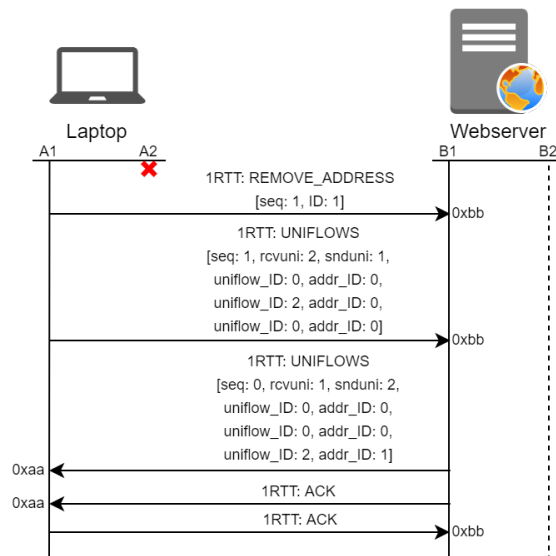 Laptop
Webserver
A1
A2
B1
B2
1RTT: REMOVE_ADDRESS
[seq: 1, ID: 1]
0xbb
1RTT: UNIFLOWS
[seq: 1, rcvuni: 2, snduni: 1,
uniflow_ID: 0, addr_ID: 0,
uniflow_ID: 2, addr_ID: 0,
uniflow_ID: 0, addr_ID: 0]
0xbb
1RTT: UNIFLOWS
[seq: 0, rcvuni: 1, snduni: 2,
uniflow_ID: 0, addr_ID: 0,
uniflow_ID: 0, addr_ID: 0,
uniflow_ID: 2, addr_ID: 1]
0xaa
1RTT: ACK
0xaa
1RTT: ACK
0xbb